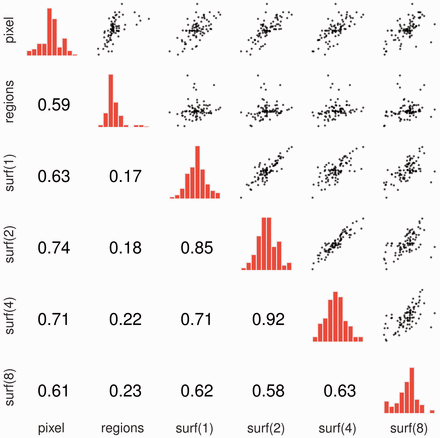 pixel
regions
0.59
surf(1)
0.63 0.17
surf(2)
0.74 0.18 0.85
surf(4)
0.71 0.22 0.71 0.92
surf(8)
0.61 0.23 0.62 0.58 0.63
pixel regions surf(1) surf(2) surf(4) surf(8)